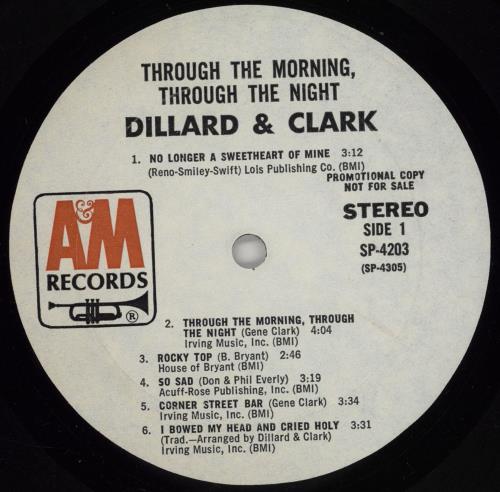 THROUGH THE MORNING,
THROUGH THE NIGHT
DILLARD & CLARK
1. NO LONGER A SWEETHEART OF MINE 3:12
(Reno-Smiley-Swift) Lois Publishing Co. (BMI)
PROMOTIONAL COPY
NOT FOR SALE
A&M
RECORDS
®
STEREO
SIDE 1
SP-4203
(SP-4305)
2. THROUGH THE MORNING, THROUGH
THE NIGHT (Gene Clark) 4:04
Irving Music, Inc. (BMI)
3. ROCKY TOP (B. Bryant) 2:46
House of Bryant (BMI)
4. SO SAD (Don & Phil Everly) 3:19
Acuff-Rose Publishing, Inc. (BMI)
5. CORNER STREET BAR (Gene Clark) 3:34
Irving Music, Inc. (BMI)
6. I BOWED MY HEAD AND CRIED HOLY 3:31
(Trad.—Arranged by Dillard & Clark)
Irving Music, Inc. (BMI)